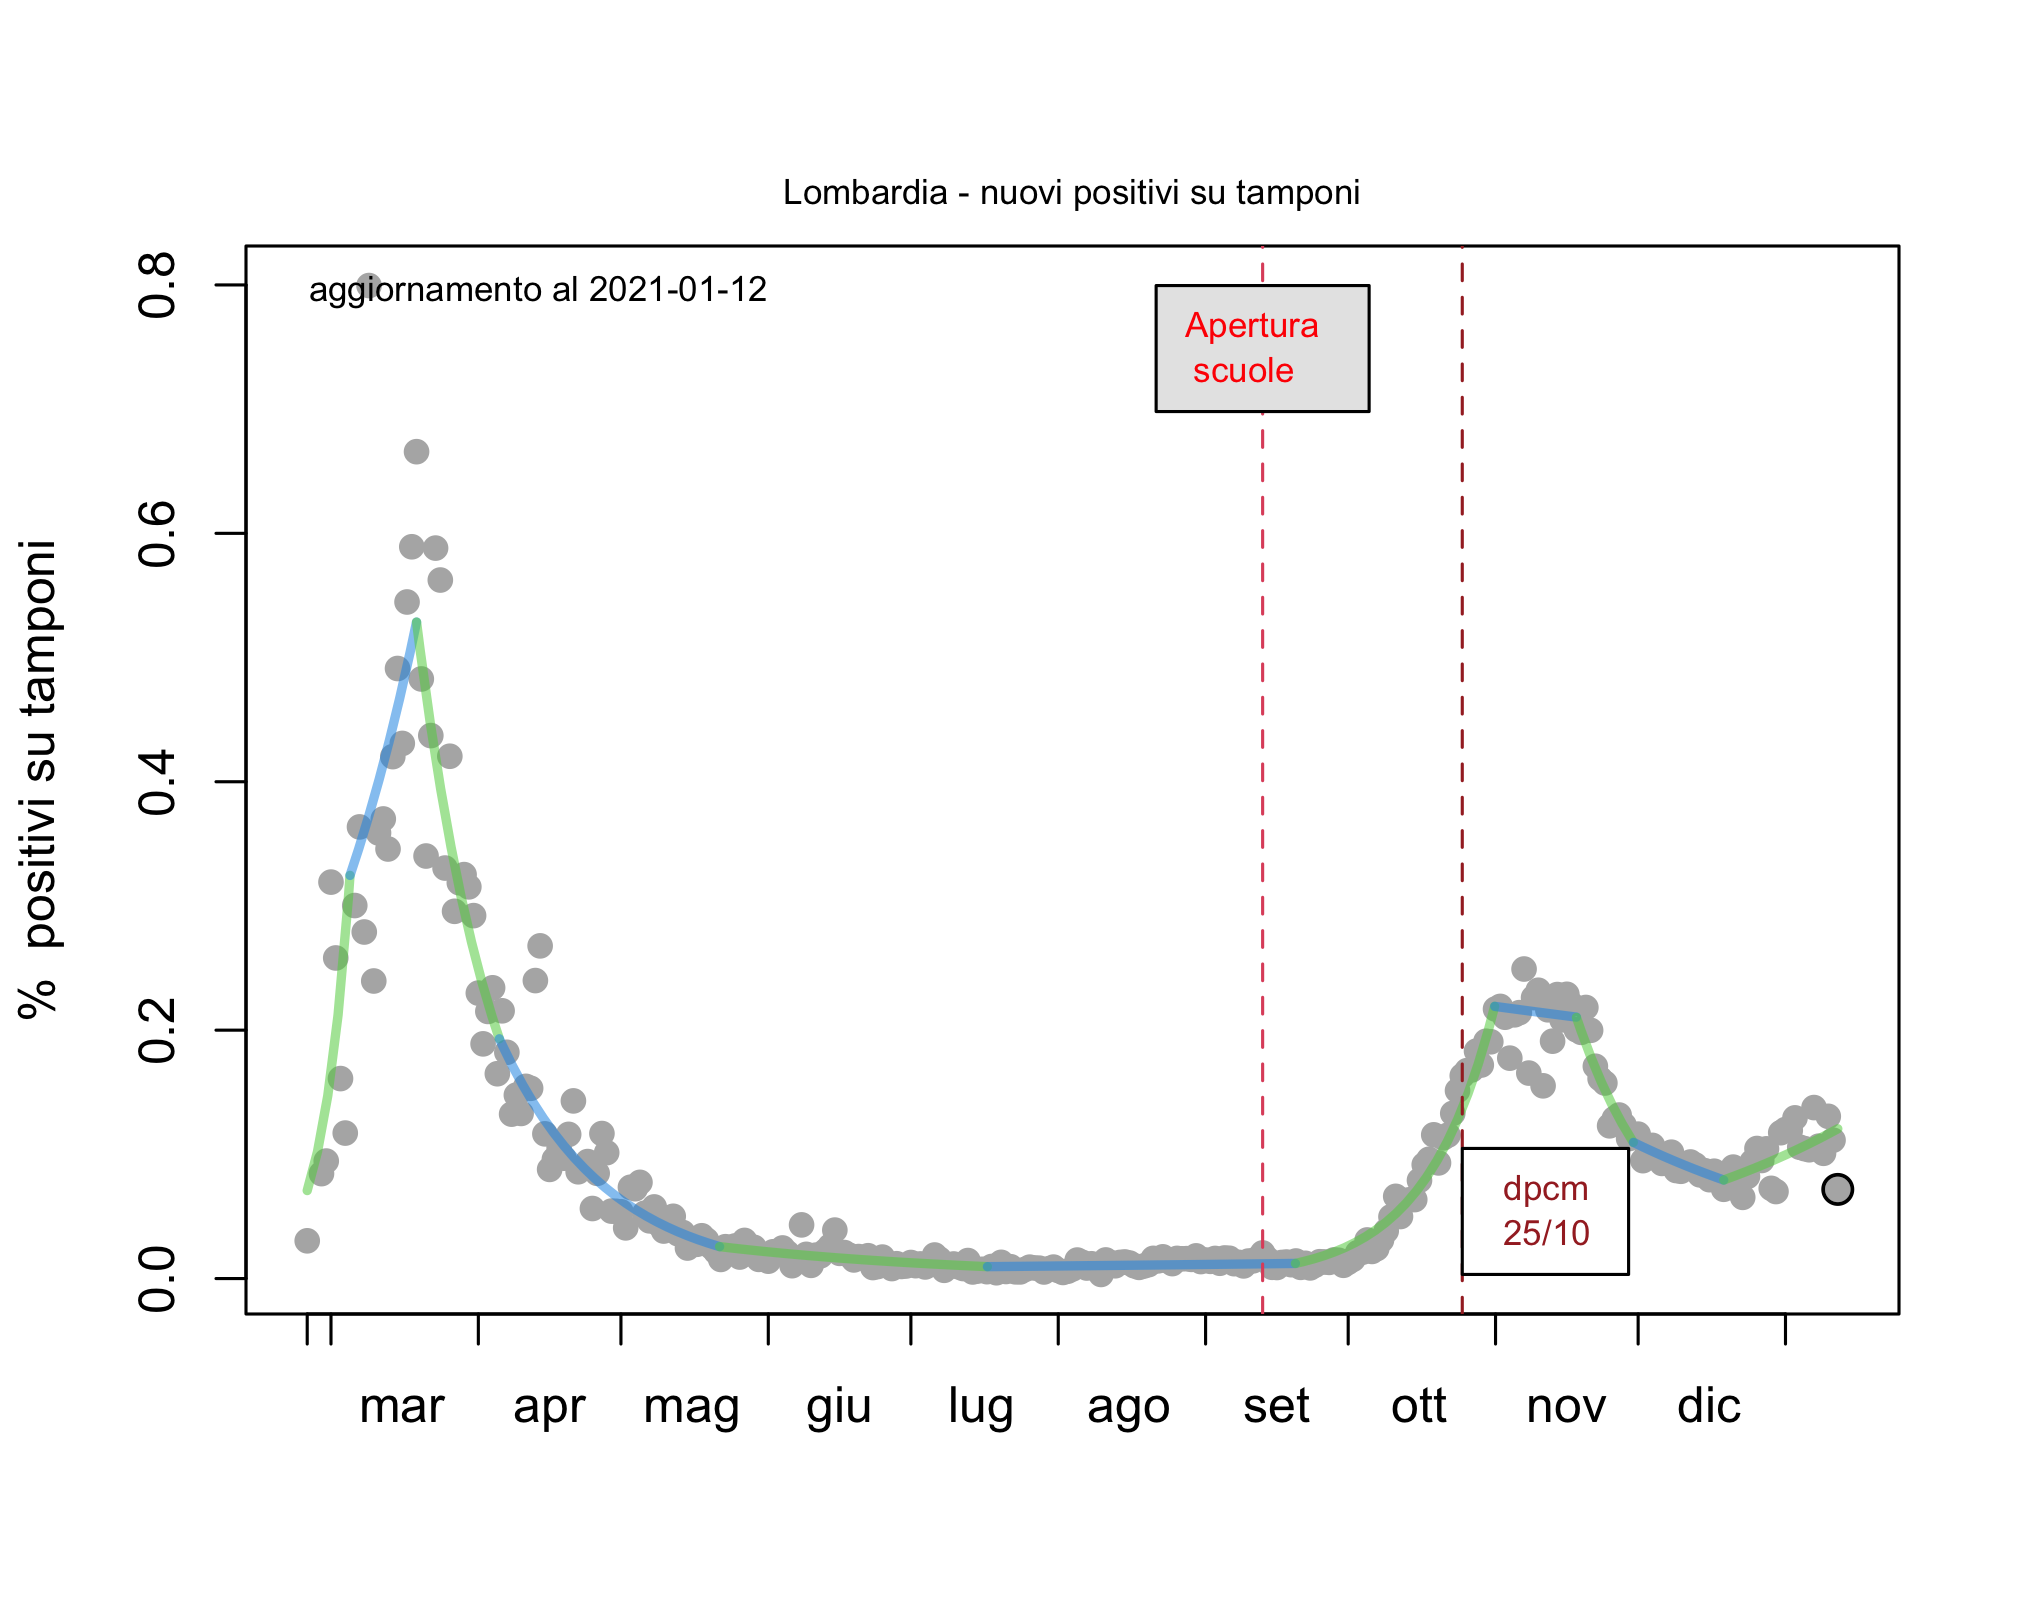 Lombardia - nuovi positivi su tamponi
aggiornamento al 2021-01-12
Apertura
scuole
dpcm
25/10
% positivi su tamponi
0.8
0.6
0.4
0.2
0.0
mar apr mag giu lug ago set ott nov dic